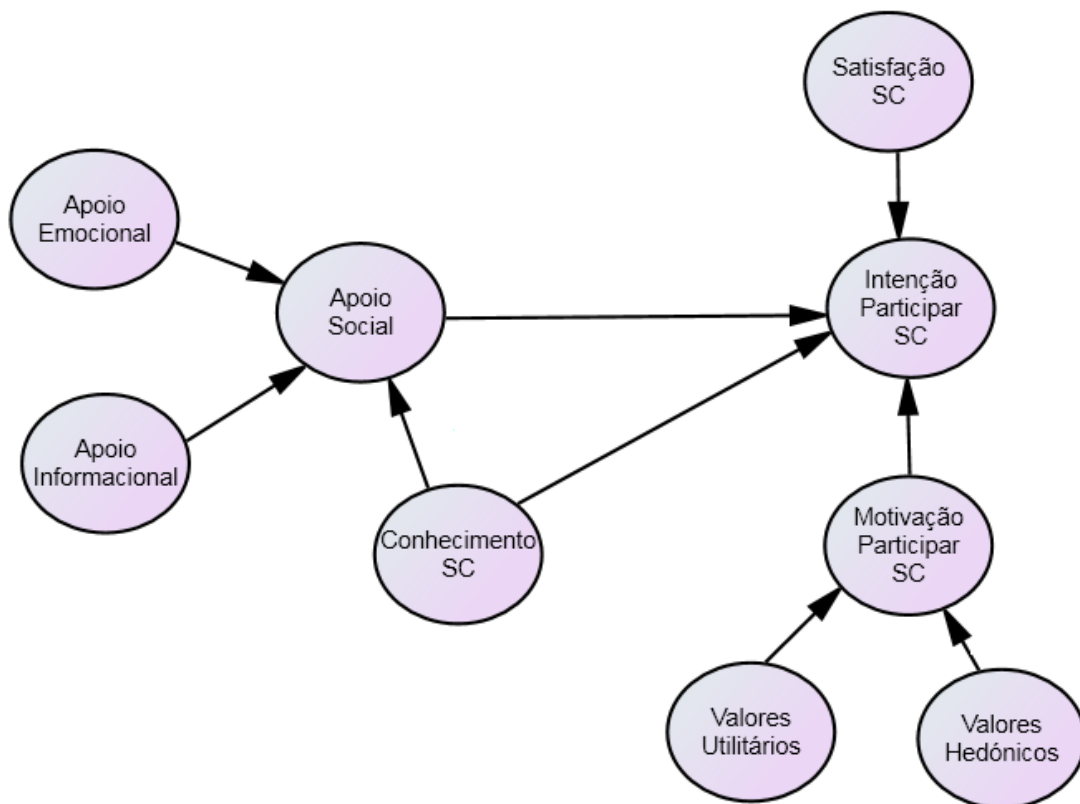 Satisfação
SC
Apoio
Emocional
Apoio
Social
Intenção
Participar
SC
Apoio
Informacional
Conhecimento
SC
Motivação
Participar
SC
Valores
Utilitários
Valores
Hedónicos